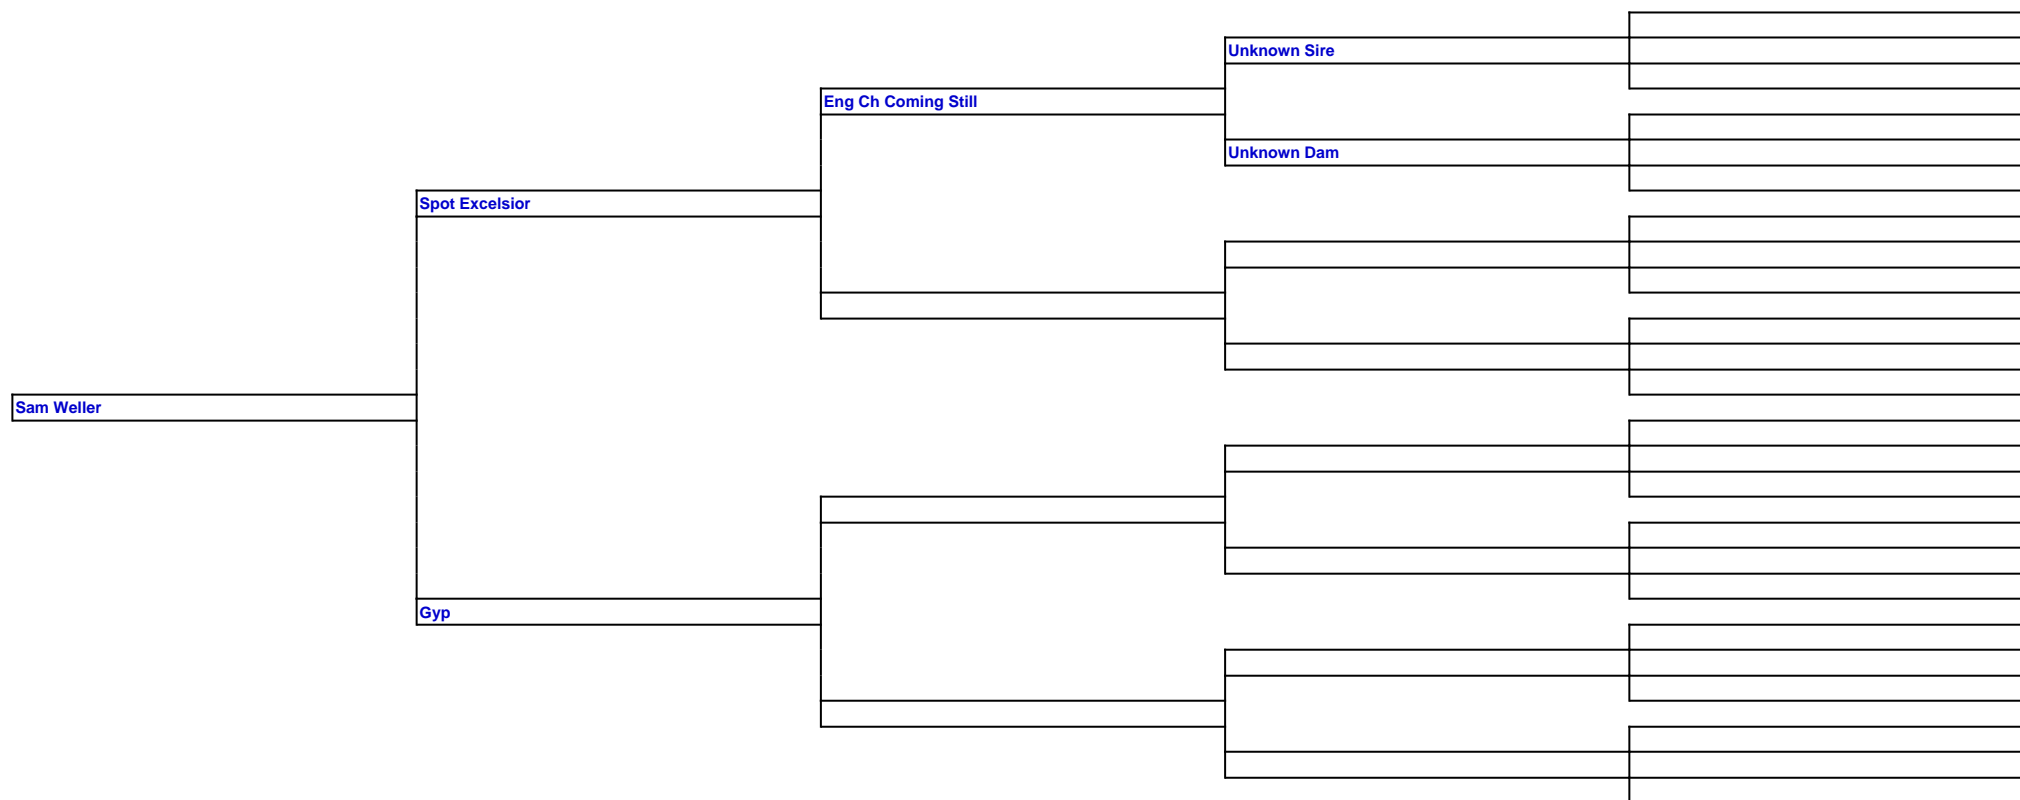 Unknown Sire
Eng Ch Coming Still
Unknown Dam
Spot Excelsior
Sam Weller
Gyp